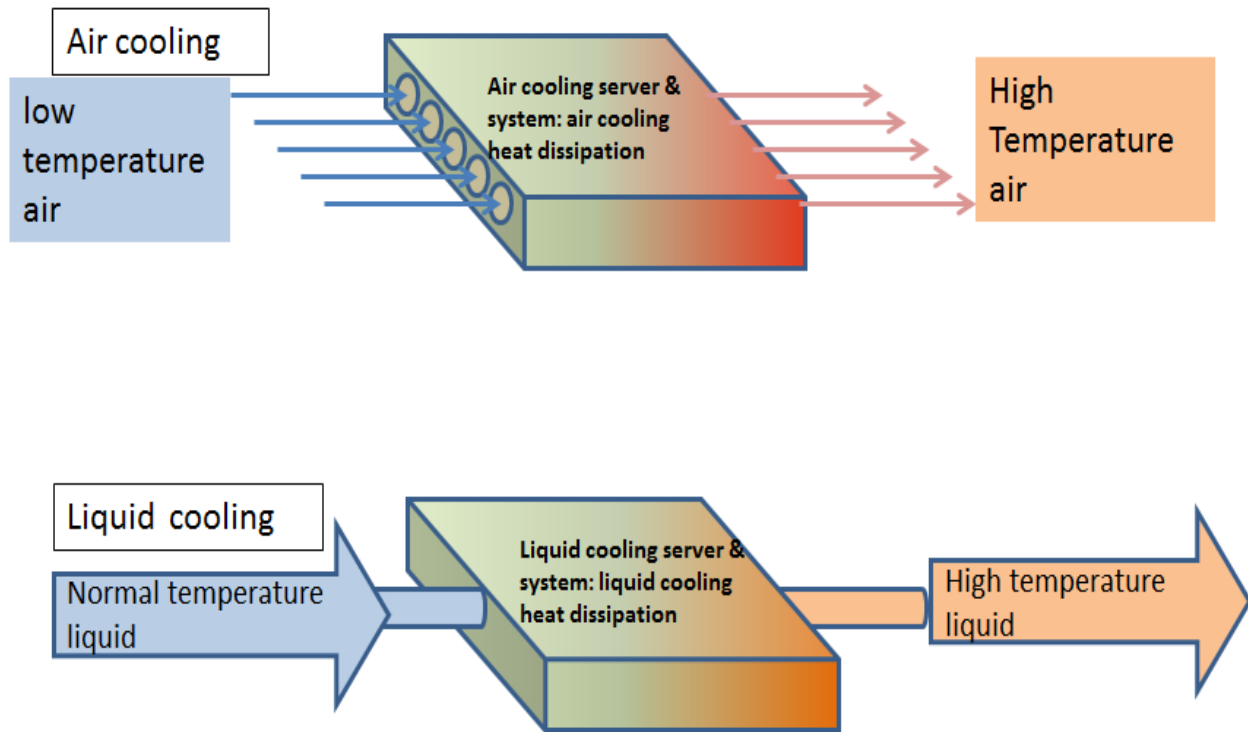 Air cooling
low
temperature
air
Air cooling server &
system: air cooling
heat dissipation
High
Temperature
air
Liquid cooling
Normal temperature
liquid
Liquid cooling server &
system: liquid cooling
heat dissipation
High temperature
liquid